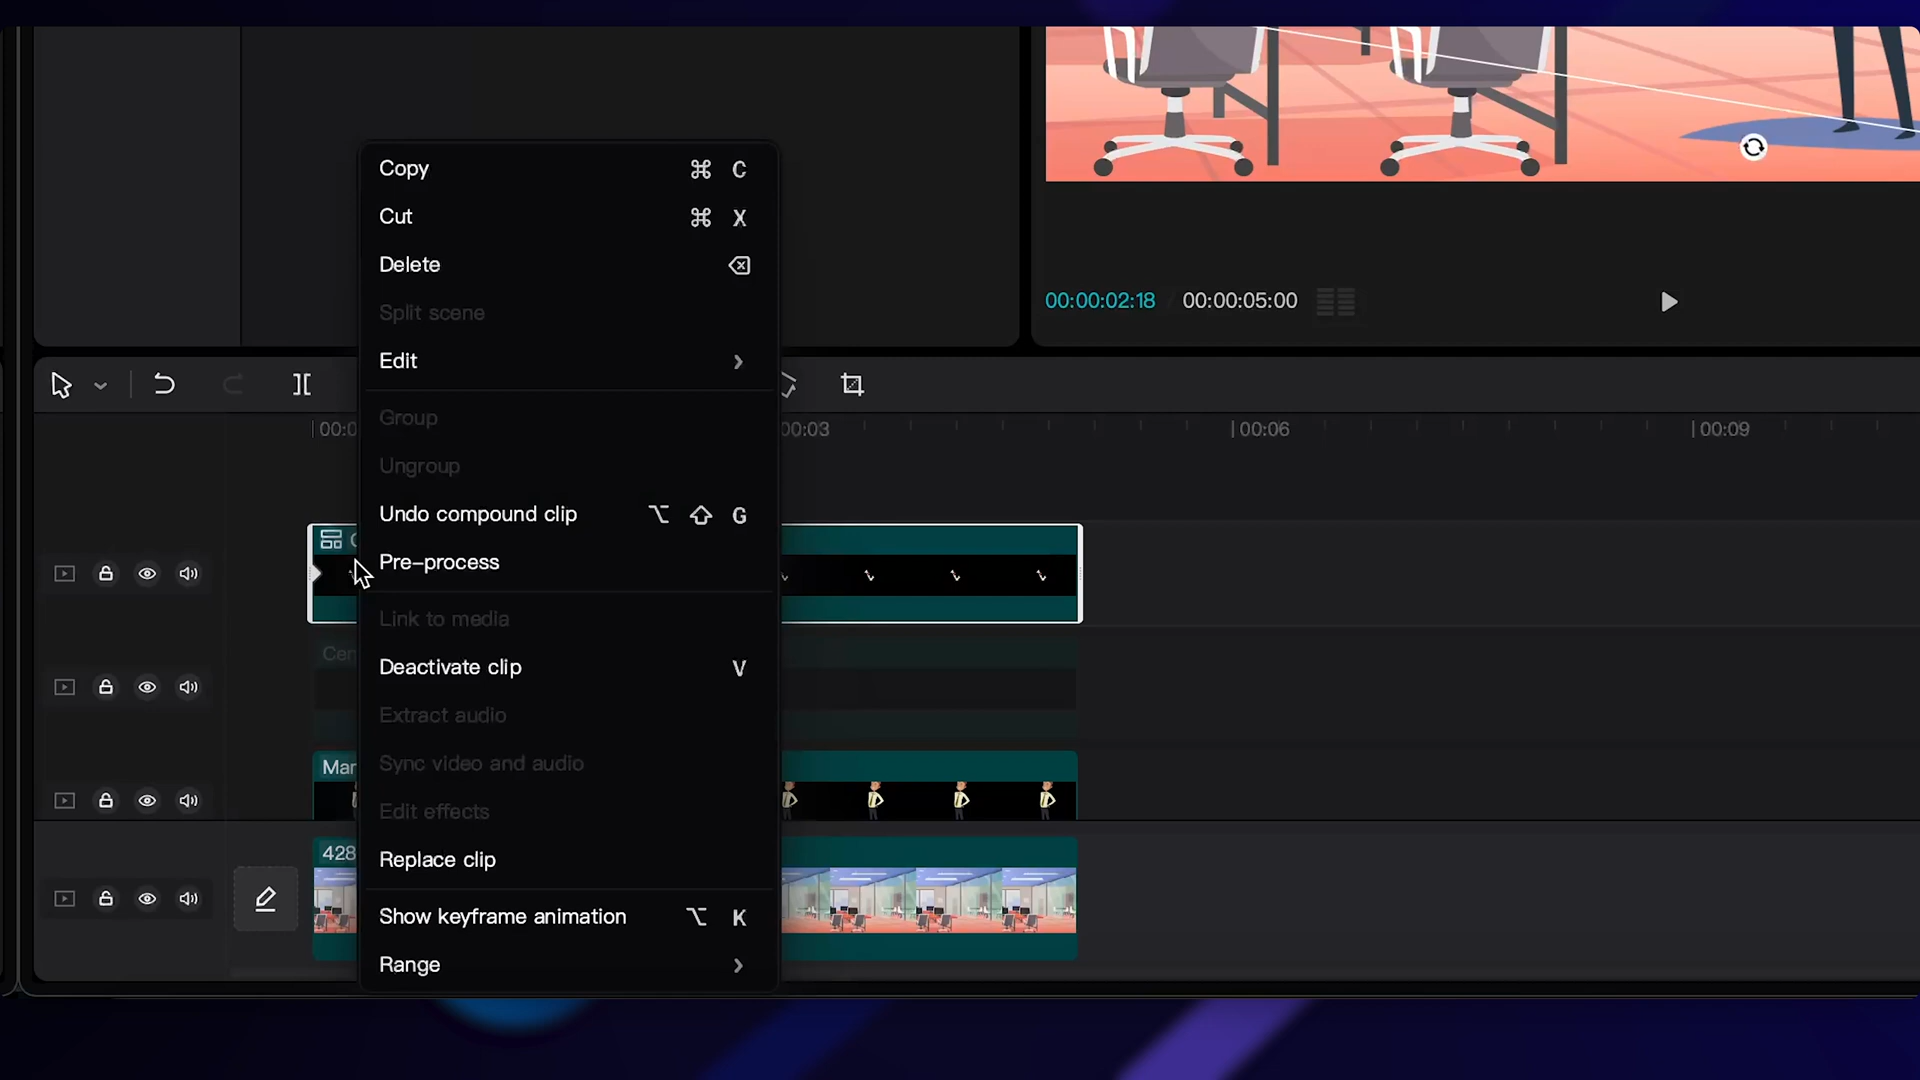 Copy ⌘ C
Cut ⌘ X
Delete
Split scene
00:00:02:18 00:00:05:00
Edit
Group
00:03 00:06 00:09
Ungroup
Undo compound clip ⌥ ⇧ G
Pre-process
Link to media
Deactivate clip V
Extract audio
Sync video and audio
Edit effects
428
Replace clip
Show keyframe animation ⌥ K
Range